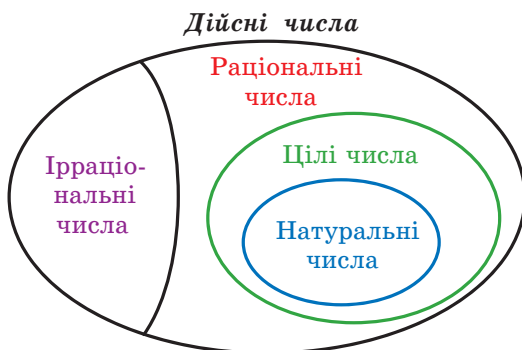 Дійсні числа
Раціональні
числа
Ірраціо-
нальні
числа
Цілі числа
Натуральні
числа